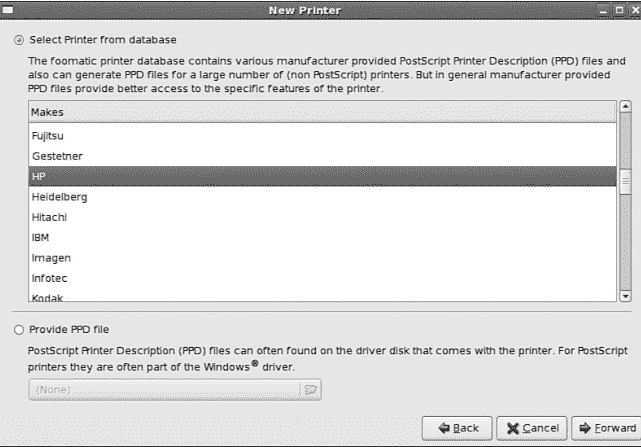 New Printer
Select Printer from database
The foomatic printer database contains various manufacturer provided PostScript Printer Description (PPD) files and
also can generate PPD files for a large number of (non PostScript) printers. But in general manufacturer provided
PPD files provide better access to the specific features of the printer.
Makes
Fujitsu
Gestetner
HP
Heidelberg
Hitachi
IBM
Imagen
Infotec
Kodak
Provide PPD file
PostScript Printer Description (PPD) files can often found on the driver disk that comes with the printer. For PostScript
printers they are often part of the Windows® driver.
(None)
Back Cancel Forward